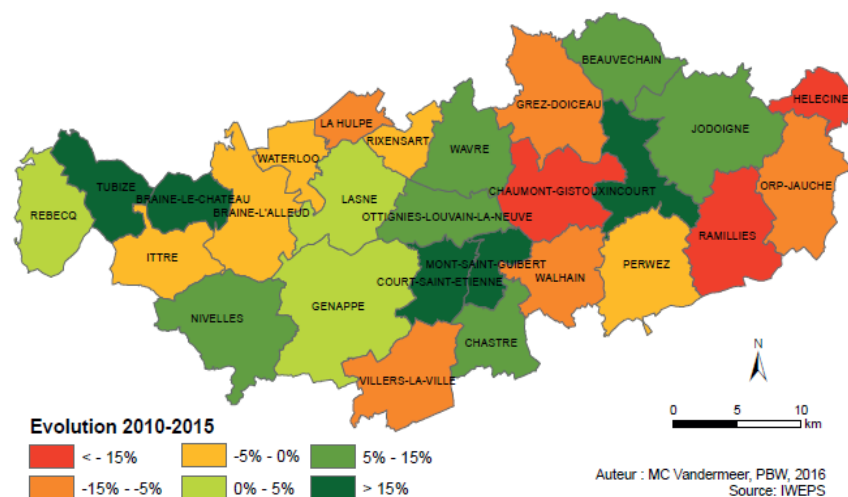 BEAUVECHAIN
HELECINE
GREZ-DOICEAU
LA HULPE
JODOIGNE
RIXENSART
WAVRE
WATERLOO
ORP-JAUCHE
TUBIZE
CHAUMONT-GISTOUXINCOURT
BRAINE-LE-CHATEAU
LASNE
REBECQ
BRAINE-L'ALLEUD
OTTIGNIES-LOUVAIN-LA-NEUVE
RAMILLIES
MONT-SAINT-GUIBERT
PERWEZ
ITTRE
WALHAIN
COURT-SAINT-ETIENNE
GENAPPE
NIVELLES
CHASTRE
N
VILLERS-LA-VILLE
Evolution 2010-2015
0 5 10
km
< - 15% -5% - 0% 5% - 15%
-15% - -5% 0% - 5% > 15%
Auteur : MC Vandermeer, PBW, 2016
Source: IWEPS